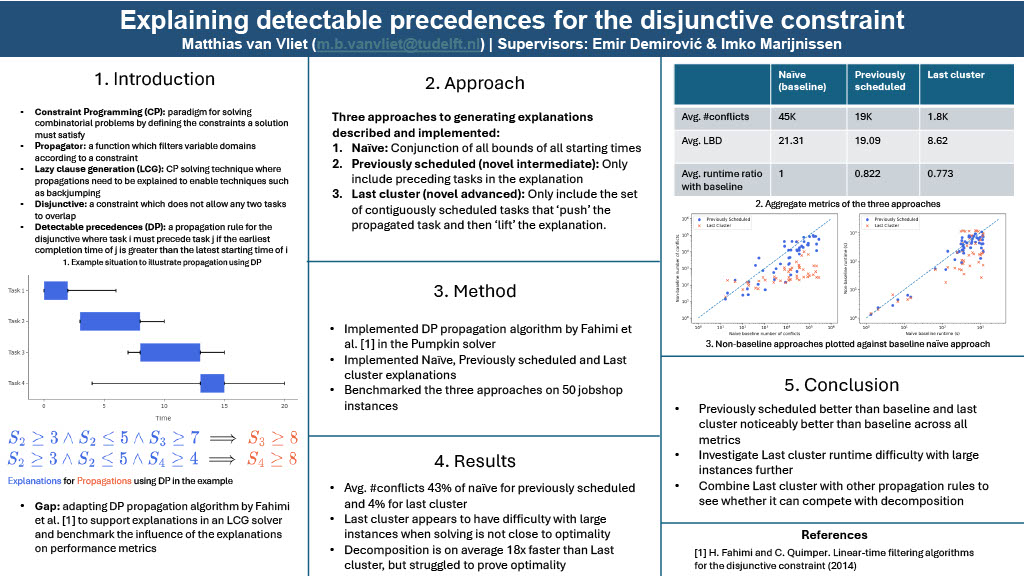 Explaining detectable precedences for the disjunctive constraint
Matthias van Vliet (m.b.vanvliet@tudelft.nl) | Supervisors: Emir Demirović & Imko Marijnissen
1. Introduction
• Constraint Programming (CP): paradigm for solving
combinatorial problems by defining the constraints a solution
must satisfy
• Propagator: a function which filters variable domains
according to a constraint
• Lazy clause generation (LCG): CP solving technique where
propagations need to be explained to enable techniques such
as backjumping
• Disjunctive: a constraint which does not allow any two tasks
to overlap
• Detectable precedences (DP): a propagation rule for the
disjunctive where task i must precede task j if the earliest
completion time of j is greater than the latest starting time of i
1. Example situation to illustrate propagation using DP
Task 1
Task 2
Task 3
Task 4
0 5 10 15 20
Time
S₂ ≥ 3 ∧ S₂ ≤ 5 ∧ S₃ ≥ 7 ⟹ S₃ ≥ 8
S₂ ≥ 3 ∧ S₂ ≤ 5 ∧ S₄ ≥ 4 ⟹ S₄ ≥ 8
Explanations for Propagations using DP in the example
• Gap: adapting DP propagation algorithm by Fahimi
et al. [1] to support explanations in an LCG solver
and benchmark the influence of the explanations
on performance metrics
2. Approach
Three approaches to generating explanations
described and implemented:
1. Naïve: Conjunction of all bounds of all starting times
2. Previously scheduled (novel intermediate): Only
include preceding tasks in the explanation
3. Last cluster (novel advanced): Only include the set
of contiguously scheduled tasks that ‘push’ the
propagated task and then ‘lift’ the explanation.
3. Method
• Implemented DP propagation algorithm by Fahimi et
al. [1] in the Pumpkin solver
• Implemented Naïve, Previously scheduled and Last
cluster explanations
• Benchmarked the three approaches on 50 jobshop
instances
4. Results
• Avg. #conflicts 43% of naïve for previously scheduled
and 4% for last cluster
• Last cluster appears to have difficulty with large
instances when solving is not close to optimality
• Decomposition is on average 18x faster than Last
cluster, but struggled to prove optimality
Naïve (baseline) Previously scheduled Last cluster
Avg. #conflicts 45K 19K 1.8K
Avg. LBD 21.31 19.09 8.62
Avg. runtime ratio with baseline 1 0.822 0.773
2. Aggregate metrics of the three approaches
Previously Scheduled
Last Cluster
Non-baseline number of conflicts
Naive baseline number of conflicts
Previously Scheduled
Last Cluster
Non-baseline runtime (s)
Naive baseline runtime (s)
3. Non-baseline approaches plotted against baseline naïve approach
5. Conclusion
• Previously scheduled better than baseline and last
cluster noticeably better than baseline across all
metrics
• Investigate Last cluster runtime difficulty with large
instances further
• Combine Last cluster with other propagation rules to
see whether it can compete with decomposition
References
[1] H. Fahimi and C. Quimper. Linear-time filtering algorithms
for the disjunctive constraint (2014)